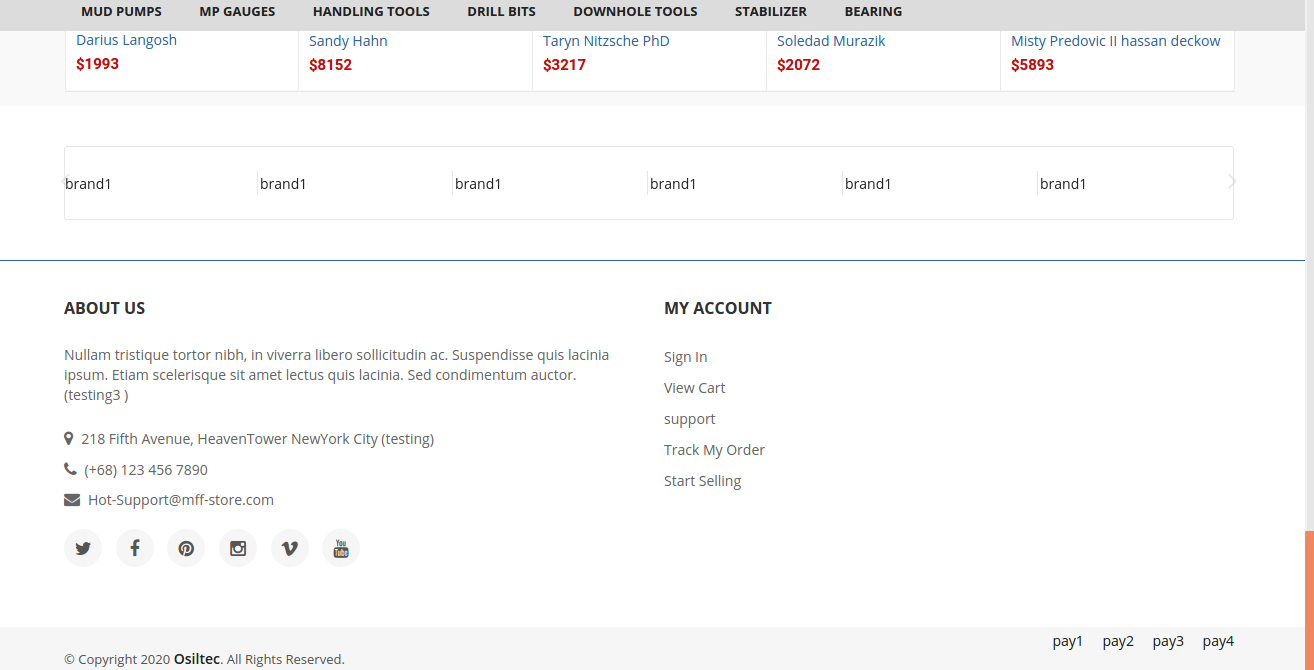 MUD PUMPS MP GAUGES HANDLING TOOLS DRILL BITS DOWNHOLE TOOLS STABILIZER BEARING
Darius Langosh Sandy Hahn Taryn Nitzsche PhD Soledad Murazik Misty Predovic II hassan deckow
$1993 $8152 $3217 $2072 $5893
brand1 brand1 brand1 brand1 brand1 brand1
ABOUT US
Nullam tristique tortor nibh, in viverra libero sollicitudin ac. Suspendisse quis lacinia
ipsum. Etiam scelerisque sit amet lectus quis lacinia. Sed condimentum auctor.
(testing3 )
218 Fifth Avenue, HeavenTower NewYork City (testing)
(+68) 123 456 7890
Hot-Support@mff-store.com
You
Tube
MY ACCOUNT
Sign In
View Cart
support
Track My Order
Start Selling
pay1 pay2 pay3 pay4
© Copyright 2020 Osiltec. All Rights Reserved.